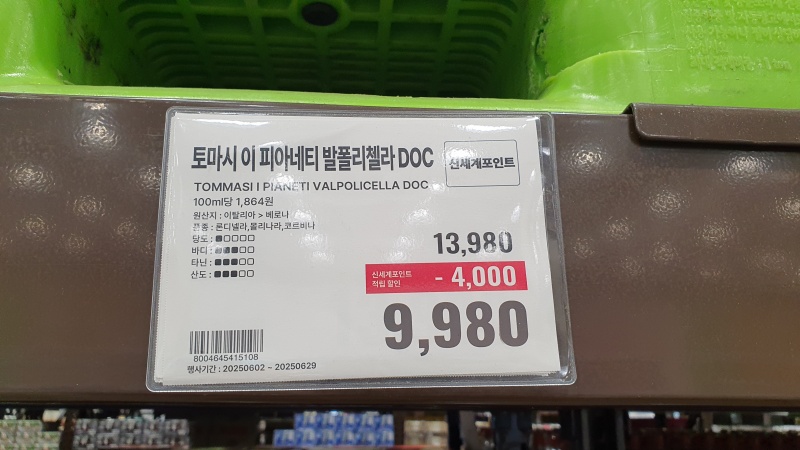 토마시 이 피아네티 발폴리첼라 DOC
신세계포인트
TOMMASI I PIANETI VALPOLICELLA DOC
100ml당 1,864원
원산지 : 이탈리아 > 베로나
품종 : 론디넬라,몰리나라,코르비나
당도 : ■□□□□
바디 : ■■■□□
타닌 : ■■■□□
산도 : ■■■□□
13,980
신세계포인트
적립 할인
- 4,000
9,980
8004645415108
행사기간 : 20250602 ~ 20250629